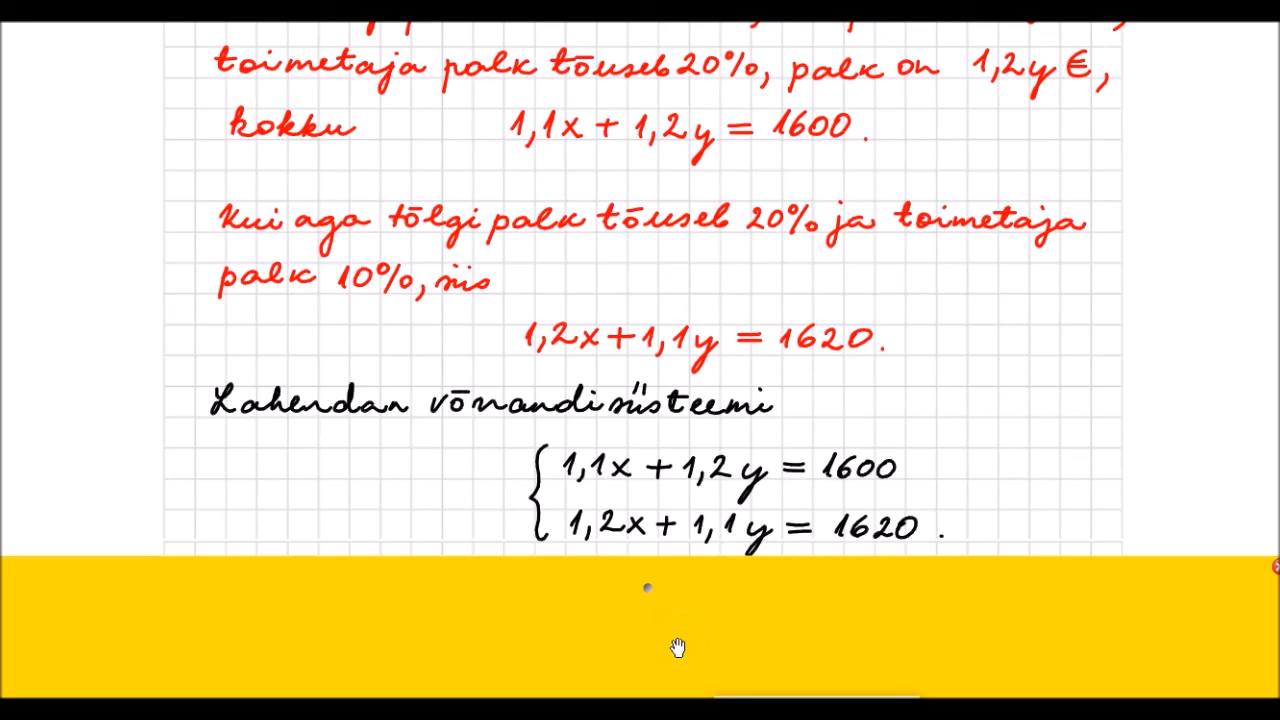 toimetaja palk tõuseb 20%, palk on 1,2y €,
kokku 1,1x + 1,2y = 1600.
Kui aga tõlgi palk tõuseb 20% ja toimetaja
palk 10%, siis
1,2x + 1,1y = 1620.
Lahendan võrrandisüsteemi
{ 1,1x + 1,2y = 1600
1,2x + 1,1y = 1620.